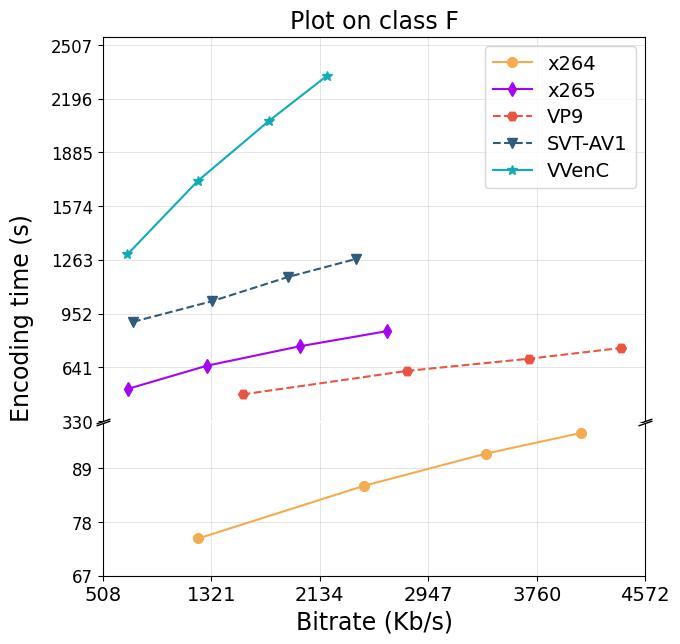 Plot on class F
2507
2196
1885
1574
1263
952
641
330
89
78
67
Encoding time (s)
x264
x265
VP9
SVT-AV1
VVenC
508 1321 2134 2947 3760 4572
Bitrate (Kb/s)